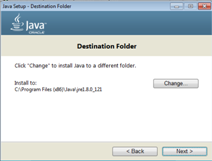 Java Setup - Destination Folder
Java
ORACLE
Destination Folder
Click "Change" to install Java to a different folder.
Install to:
C:\Program Files (x86)\Java\jre1.8.0_121
Change...
< Back
Next >